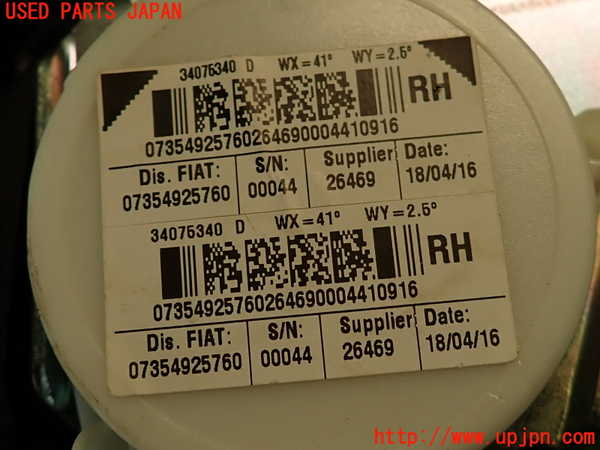 USED PARTS JAPAN
34075340 D WX=41° WY=2.5°
RH
07354925760264690004410916
Dis. FIAT: S/N: Supplier: Date:
07354925760 00044 26469 18/04/16
34075340 D WX=41° WY=2.5°
RH
07354925760264690004410916
Dis. FIAT: S/N: Supplier: Date:
07354925760 00044 26469 18/04/16
http://www.upjpn.com/